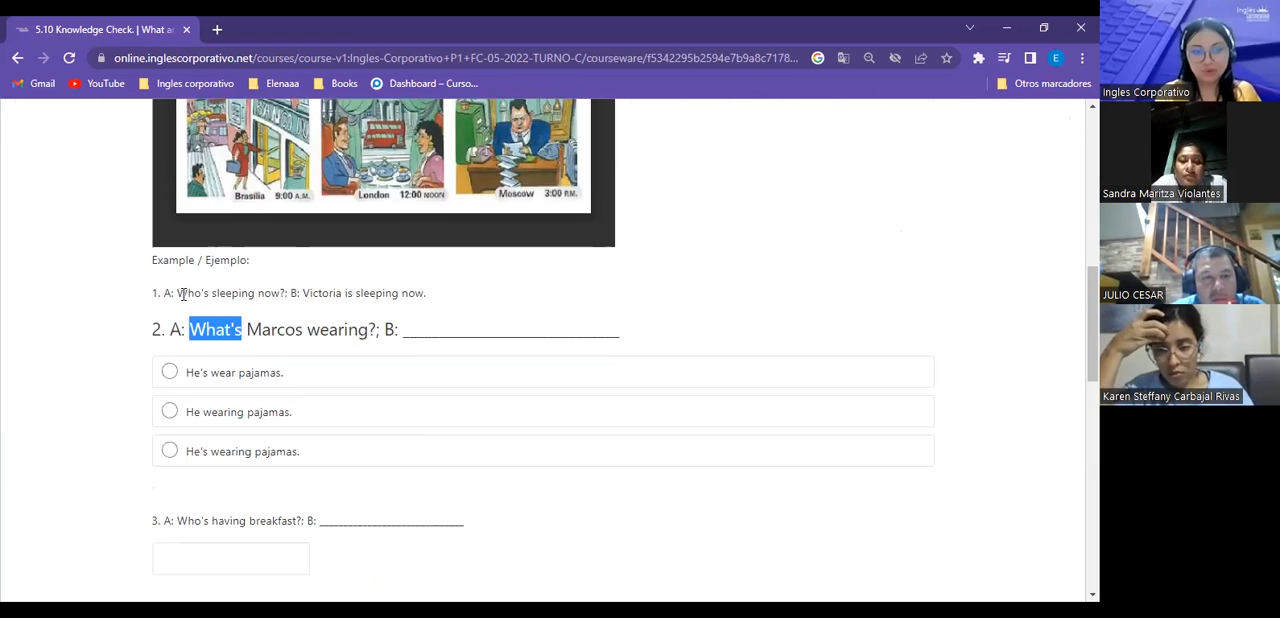 5.10 Knowledge Check. | What a
online.inglescorporativo.net/courses/course-v1:Ingles-Corporativo+P1+FC-05-2022-TURNO-C/courseware/f5342295b2594e7b9a8c7178...
E
Gmail
YouTube
Ingles corporativo
Elenaaa
Books
Dashboard – Curso...
Otros marcadores
Brasilia 9:00 A.M.
London 12:00 NOON
Moscow 3:00 P.M.
Example / Ejemplo:
1. A: Who's sleeping now?; B: Victoria is sleeping now.
2. A: What's Marcos wearing?; B: ____________________________
He's wear pajamas.
He wearing pajamas.
He's wearing pajamas.
3. A: Who's having breakfast?; B: __________________________
Ingles Corporativo
Sandra Maritza Violantes
JULIO CESAR
Karen Steffany Carbajal Rivas